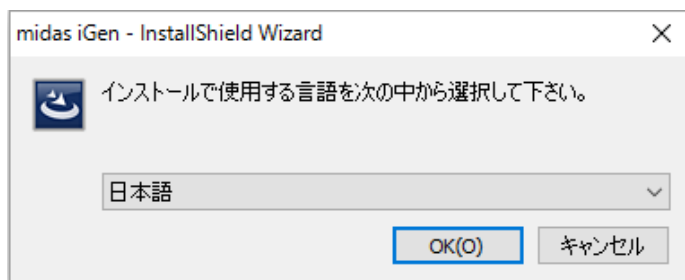 midas iGen - InstallShield Wizard
インストールで使用する言語を次の中から選択して下さい。
日本語
OK(O)
キャンセル